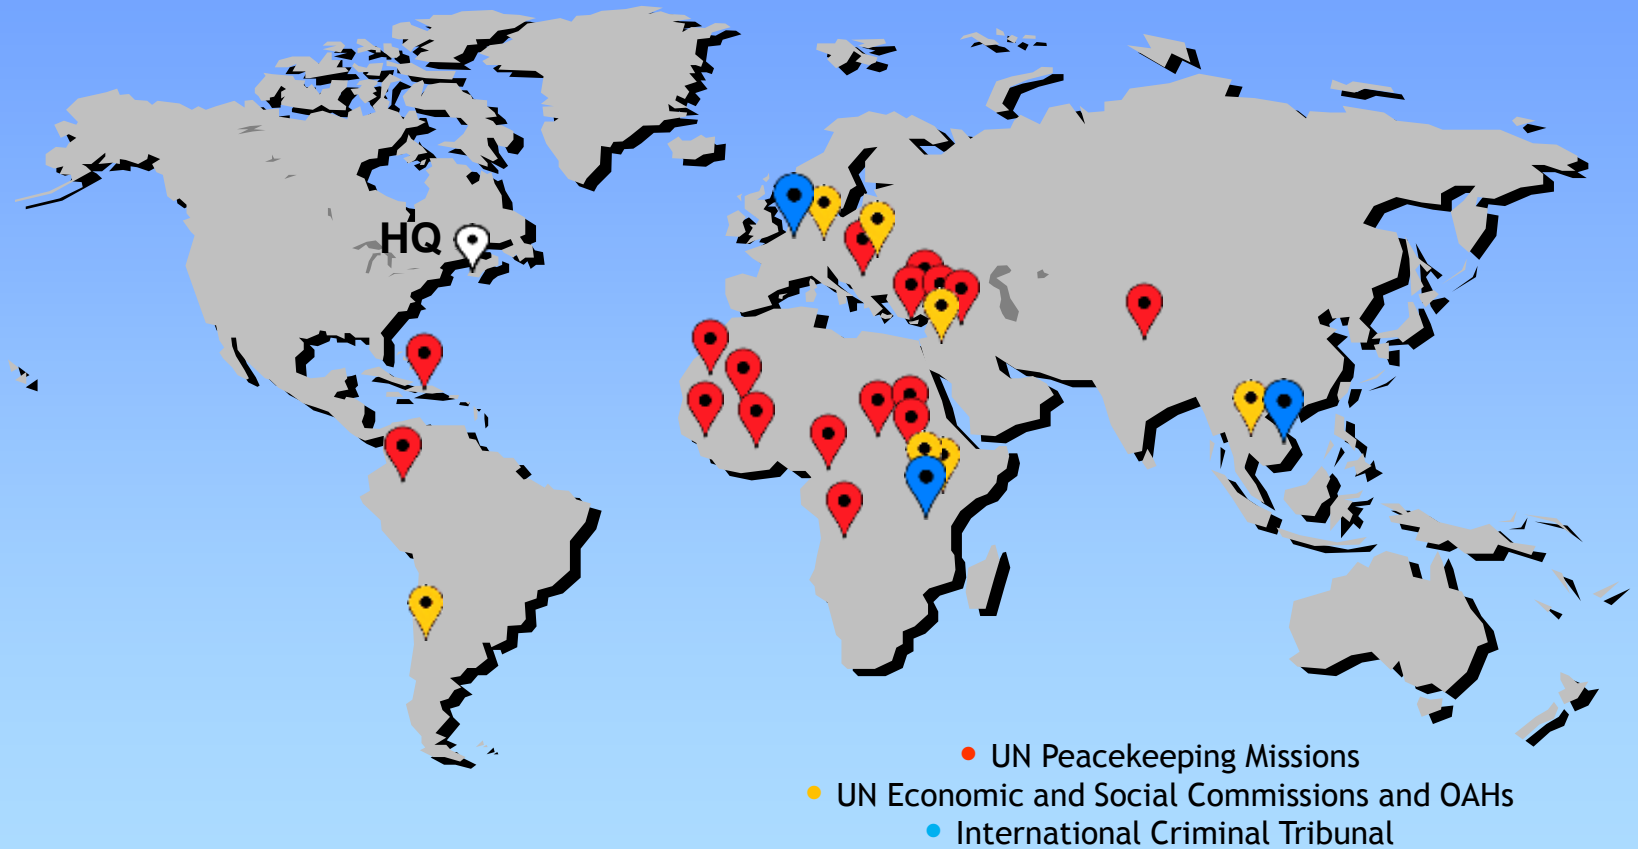 HQ
UN Peacekeeping Missions
UN Economic and Social Commissions and OAHs
International Criminal Tribunal